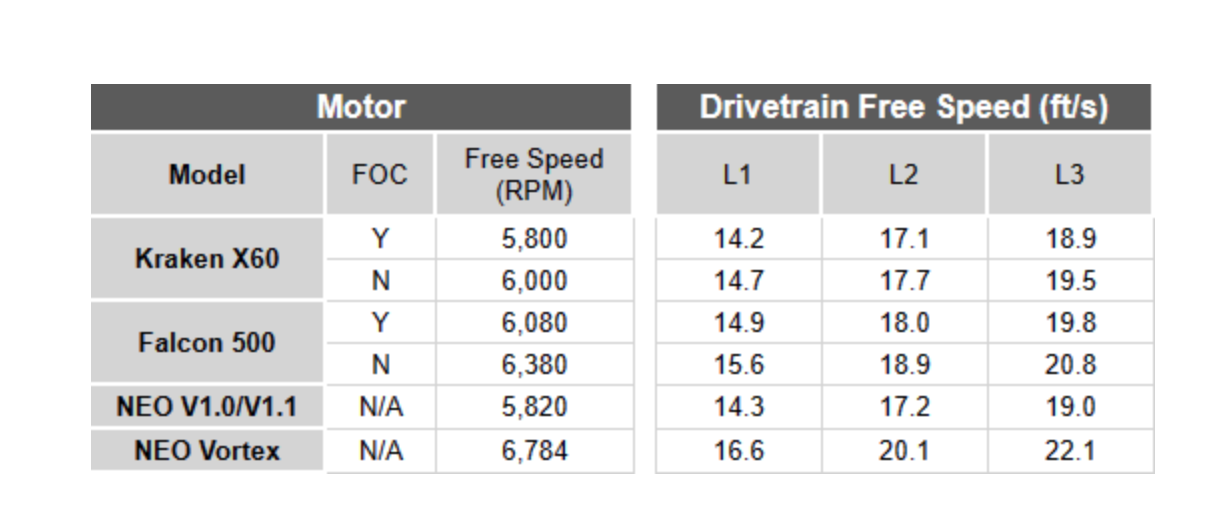 Motor Drivetrain Free Speed (ft/s)
Model FOC Free Speed (RPM) L1 L2 L3
Kraken X60 Y 5,800 14.2 17.1 18.9
N 6,000 14.7 17.7 19.5
Falcon 500 Y 6,080 14.9 18.0 19.8
N 6,380 15.6 18.9 20.8
NEO V1.0/V1.1 N/A 5,820 14.3 17.2 19.0
NEO Vortex N/A 6,784 16.6 20.1 22.1